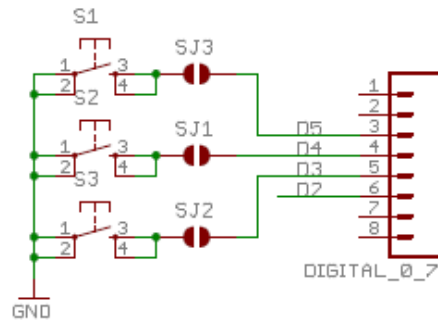 S1
1 3 SJ3
2 4 1
S2 2
D5 3
1 3 SJ1 D4 4
2 4 D3 5
S3 D2 6
SJ2 7
1 3 8
2 4
DIGITAL_0_7
GND